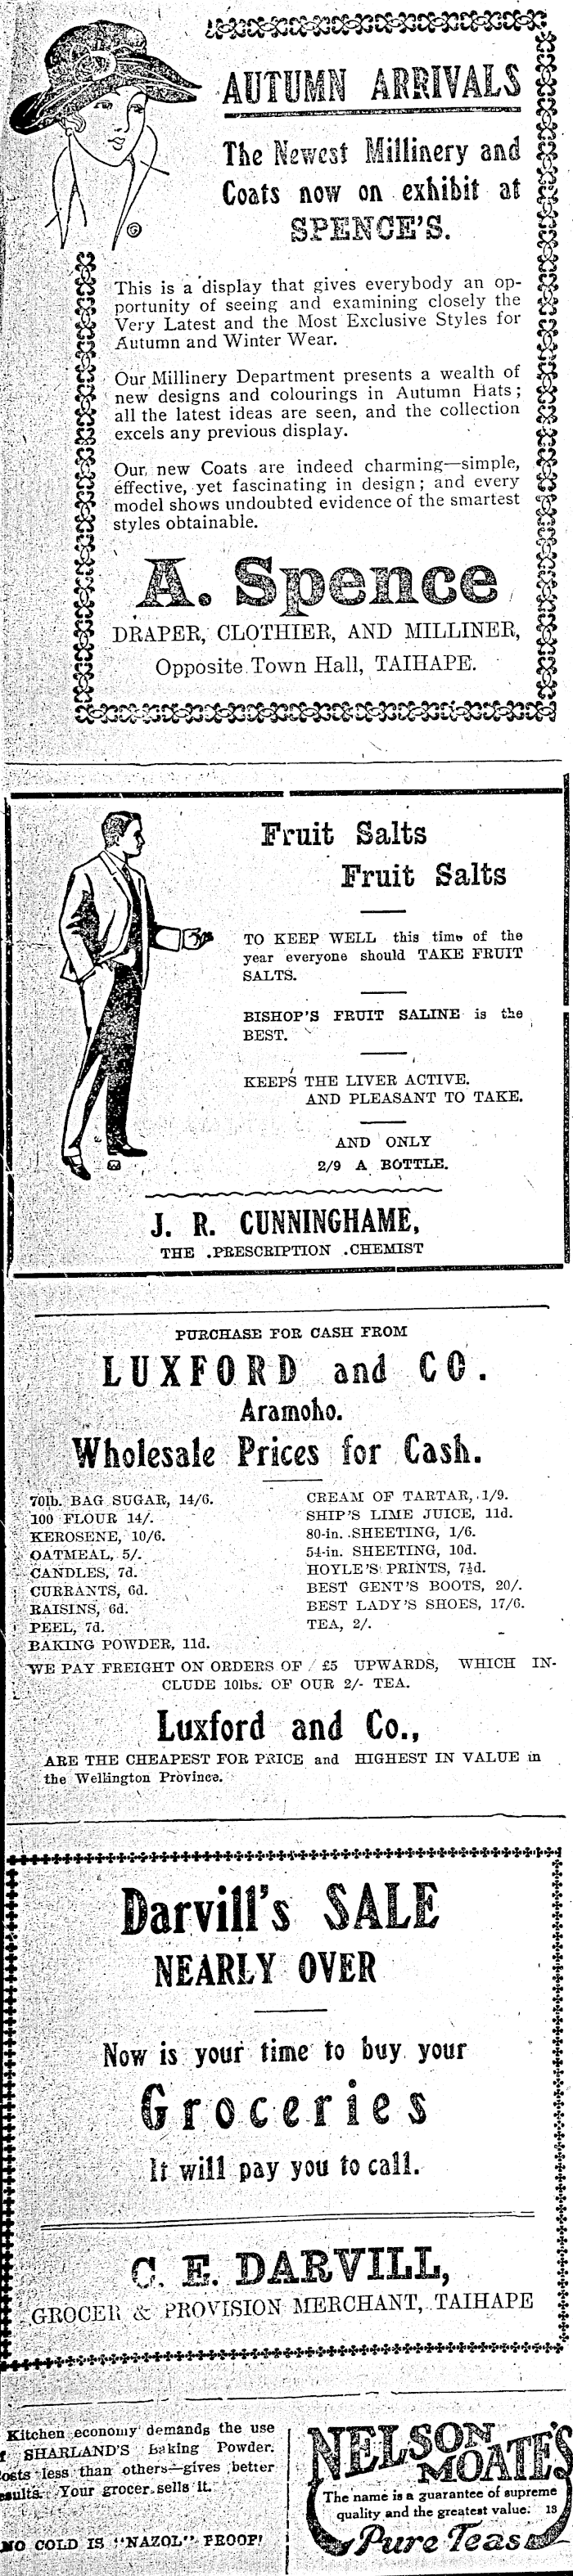 AUTUMN ARRIVALS
The Newest Millinery and
Coats now on exhibit at
SPENCE'S.
This is a display that gives everybody an op-
portunity of seeing and examining closely the
Very Latest and the Most Exclusive Styles for
Autumn and Winter Wear.
Our Millinery Department presents a wealth of
new designs and colourings in Autumn Hats;
all the latest ideas are seen, and the collection
excels any previous display.
Our new Coats are indeed charming—simple,
effective, yet fascinating in design; and every
model shows undoubted evidence of the smartest
styles obtainable.
A. Spence
DRAPER, CLOTHIER, AND MILLINER,
Opposite Town Hall, TAIHAPE.
Fruit Salts
Fruit Salts
TO KEEP WELL this time of the
year everyone should TAKE FRUIT
SALTS.
BISHOP'S FRUIT SALINE is the
BEST.
KEEPS THE LIVER ACTIVE.
AND PLEASANT TO TAKE.
AND ONLY
2/9 A BOTTLE.
J. R. CUNNINGHAME,
THE PRESCRIPTION CHEMIST
PURCHASE FOR CASH FROM
LUXFORD and CO.
Aramoho.
Wholesale Prices for Cash.
70lb. BAG SUGAR, 14/6.
100 FLOUR 14/.
KEROSENE, 10/6.
OATMEAL, 5/.
CANDLES, 7d.
CURRANTS, 6d.
RAISINS, 6d.
PEEL, 7d.
BAKING POWDER, 11d.
CREAM OF TARTAR, 1/9.
SHIP'S LIME JUICE, 11d.
80-in. SHEETING, 1/6.
54-in. SHEETING, 10d.
HOYLE'S PRINTS, 7½d.
BEST GENT'S BOOTS, 20/.
BEST LADY'S SHOES, 17/6.
TEA, 2/.
WE PAY FREIGHT ON ORDERS OF £5 UPWARDS, WHICH IN-
CLUDE 10lbs. OF OUR 2/- TEA.
Luxford and Co.,
ARE THE CHEAPEST FOR PRICE and HIGHEST IN VALUE in
the Wellington Province.
Darvill's SALE
NEARLY OVER
Now is your time to buy your
Groceries
It will pay you to call.
C. E. DARVILL,
GROCER & PROVISION MERCHANT, TAIHAPE
Kitchen economy demands the use
f SHARLAND'S Baking Powder.
osts less than others—gives better
esults. Your grocer sells it.
NO COLD IS "NAZOL" PROOF!
NELSON
MOATE'S
The name is a guarantee of supreme
quality and the greatest value. 13
Pure Teas